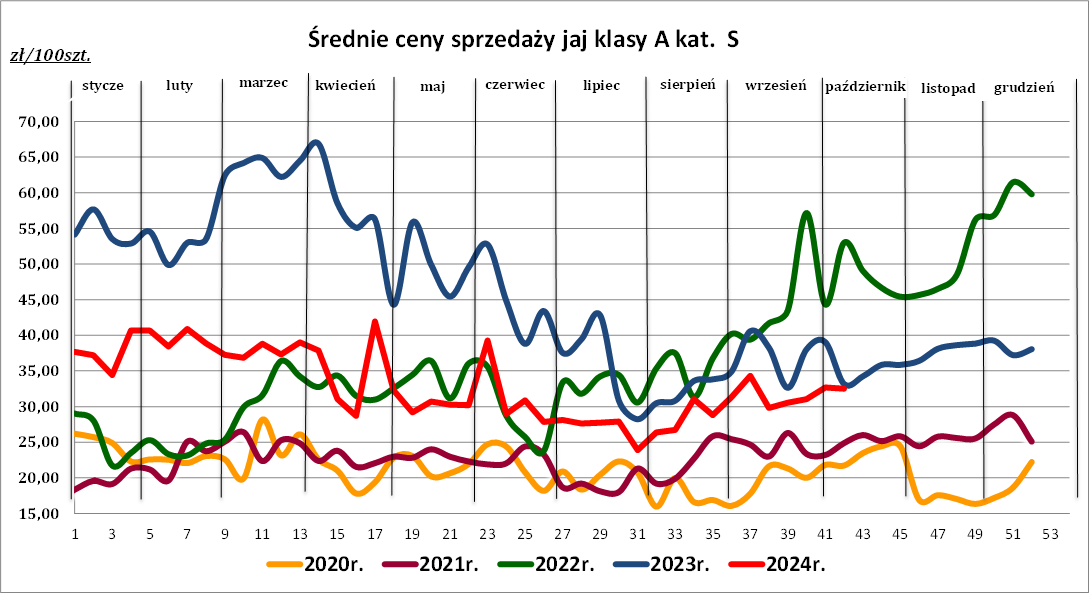 Średnie ceny sprzedaży jaj klasy A kat. S
zł/100szt.
stycze luty marzec kwiecień maj czerwiec lipiec sierpień wrzesień październik listopad grudzień
70,00
65,00
60,00
55,00
50,00
45,00
40,00
35,00
30,00
25,00
20,00
15,00
1 3 5 7 9 11 13 15 17 19 21 23 25 27 29 31 33 35 37 39 41 43 45 47 49 51 53
2020r. 2021r. 2022r. 2023r. 2024r.